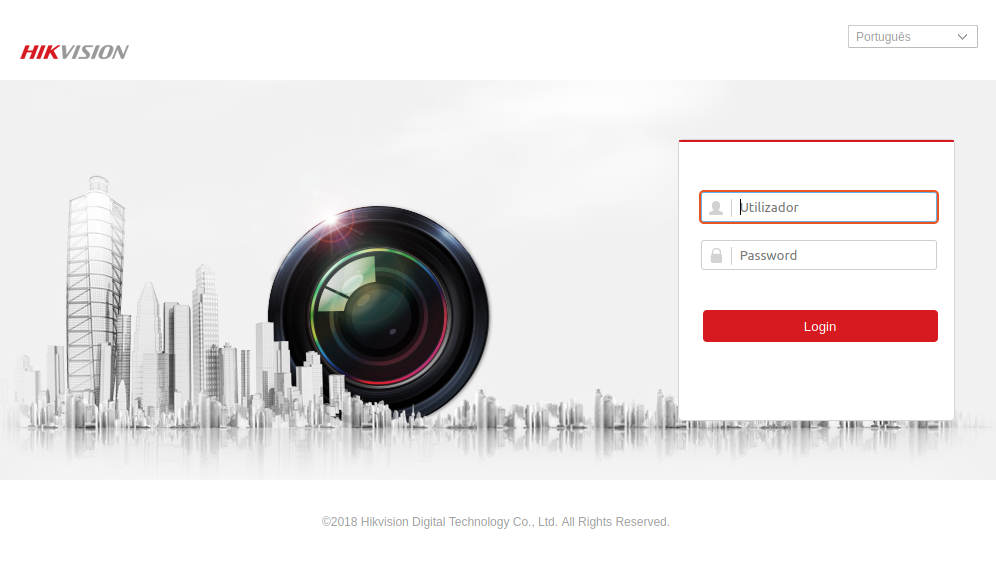 HIKVISION
Português
Utilizador
Password
Login
©2018 Hikvision Digital Technology Co., Ltd. All Rights Reserved.